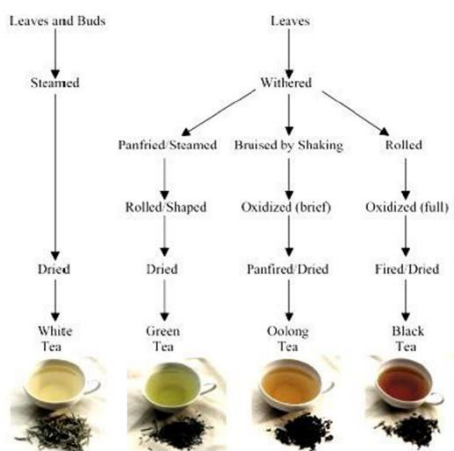 Leaves and Buds
Leaves
Steamed
Withered
Panfried/Steamed
Bruised by Shaking
Rolled
Rolled/Shaped
Oxidized (brief)
Oxidized (full)
Dried
Dried
Panfired/Dried
Fired/Dried
White
Tea
Green
Tea
Oolong
Tea
Black
Tea